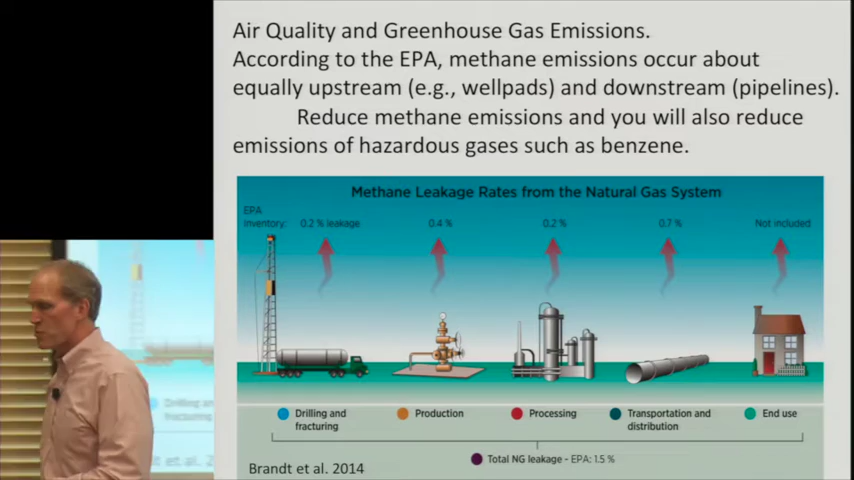 Air Quality and Greenhouse Gas Emissions.
According to the EPA, methane emissions occur about
equally upstream (e.g., wellpads) and downstream (pipelines).
Reduce methane emissions and you will also reduce
emissions of hazardous gases such as benzene.
Methane Leakage Rates from the Natural Gas System
EPA
inventory: 0.2 % leakage 0.4 % 0.2 % 0.7 % Not included
Drilling and
fracturing
Production
Processing
Transportation and
distribution
End use
Total NG leakage - EPA: 1.5 %
Brandt et al. 2014